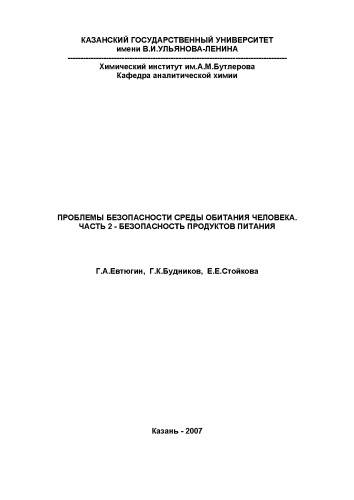 КАЗАНСКИЙ ГОСУДАРСТВЕННЫЙ УНИВЕРСИТЕТ
имени В.И.УЛЬЯНОВА-ЛЕНИНА
Химический институт им.А.М.Бутлерова
Кафедра аналитической химии
ПРОБЛЕМЫ БЕЗОПАСНОСТИ СРЕДЫ ОБИТАНИЯ ЧЕЛОВЕКА.
ЧАСТЬ 2 - БЕЗОПАСНОСТЬ ПРОДУКТОВ ПИТАНИЯ
Г.А.Евтюгин, Г.К.Будников, Е.Е.Стойкова
Казань - 2007